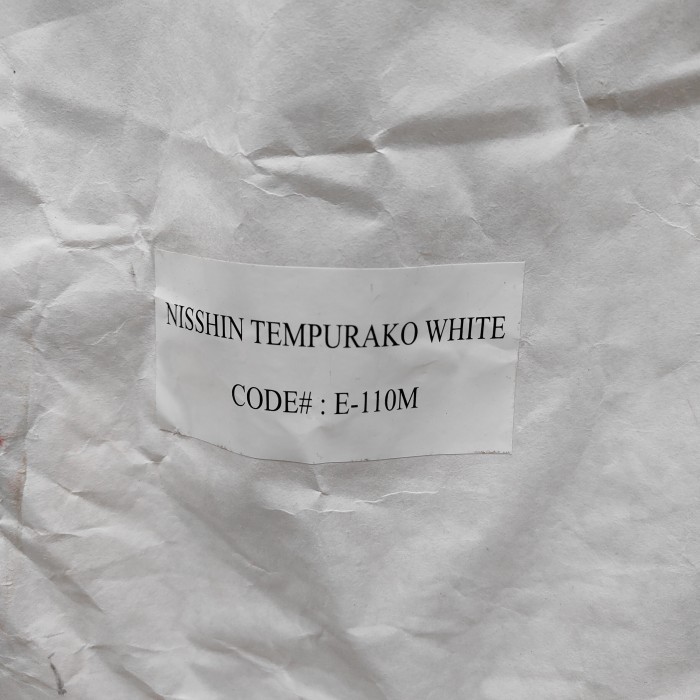 NISSHIN TEMPURAKO WHITE
CODE# : E-110M